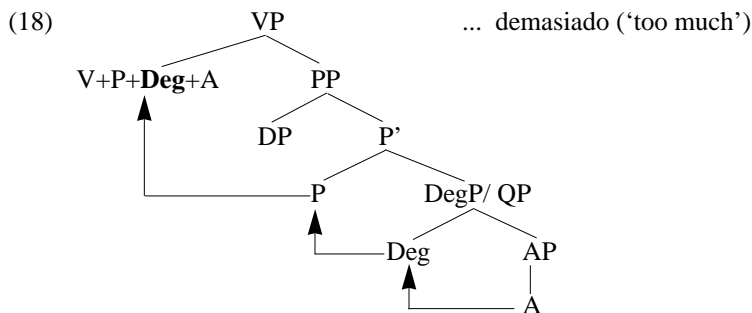 (18) VP ... demasiado (‘too much’)
V+P+Deg+A PP
DP P’
P DegP/ QP
Deg AP
A